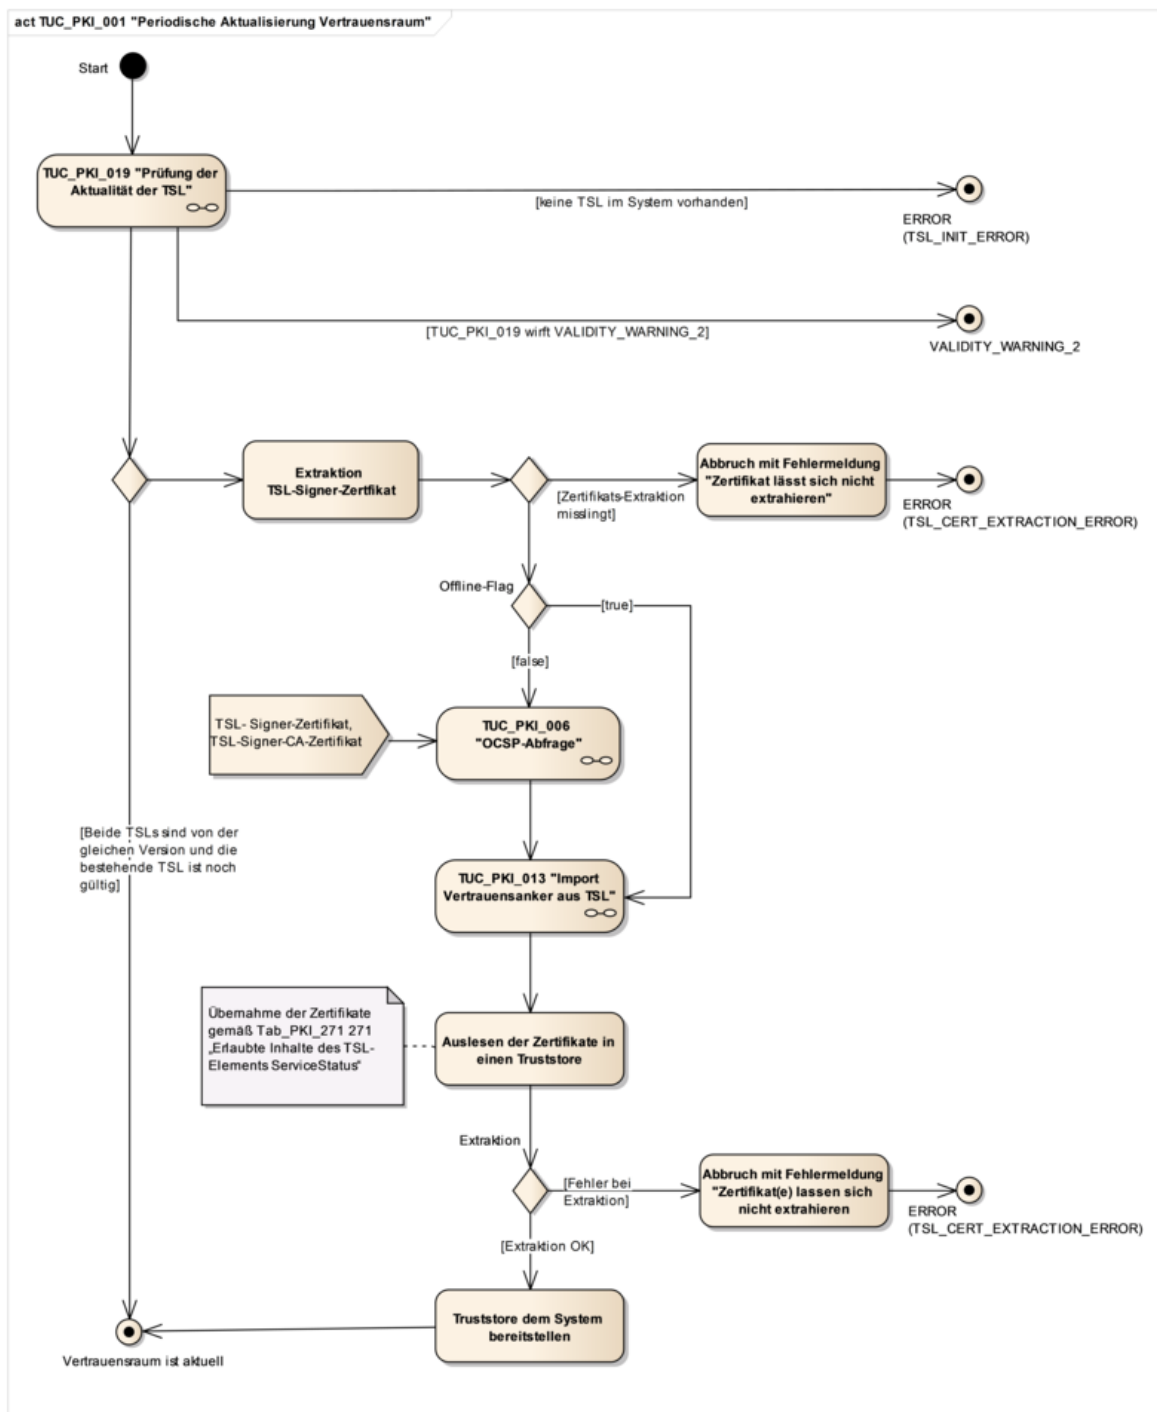 act TUC_PKI_001 "Periodische Aktualisierung Vertrauensraum"
Start
TUC_PKI_019 "Prüfung der
Aktualität der TSL"
[keine TSL im System vorhanden]
ERROR
(TSL_INIT_ERROR)
[TUC_PKI_019 wirft VALIDITY_WARNING_2]
VALIDITY_WARNING_2
Extraktion
TSL-Signer-Zertfikat
[Zertifikats-Extraktion
misslingt]
Abbruch mit Fehlermeldung
"Zertifikat lässt sich nicht
extrahieren"
ERROR
(TSL_CERT_EXTRACTION_ERROR)
Offline-Flag
[true]
[false]
TSL- Signer-Zertifikat,
TSL-Signer-CA-Zertifikat
TUC_PKI_006
"OCSP-Abfrage"
[Beide TSLs sind von der
gleichen Version und die
bestehende TSL ist noch
gültig]
TUC_PKI_013 "Import
Vertrauensanker aus TSL"
Übernahme der Zertifikate
gemäß Tab_PKI_271 271
„Erlaubte Inhalte des TSL-
Elements ServiceStatus“
Auslesen der Zertifikate in
einen Truststore
Extraktion
[Fehler bei
Extraktion]
Abbruch mit Fehlermeldung
"Zertifikat(e) lassen sich
nicht extrahieren
ERROR
(TSL_CERT_EXTRACTION_ERROR)
[Extraktion OK]
Truststore dem System
bereitstellen
Vertrauensraum ist aktuell